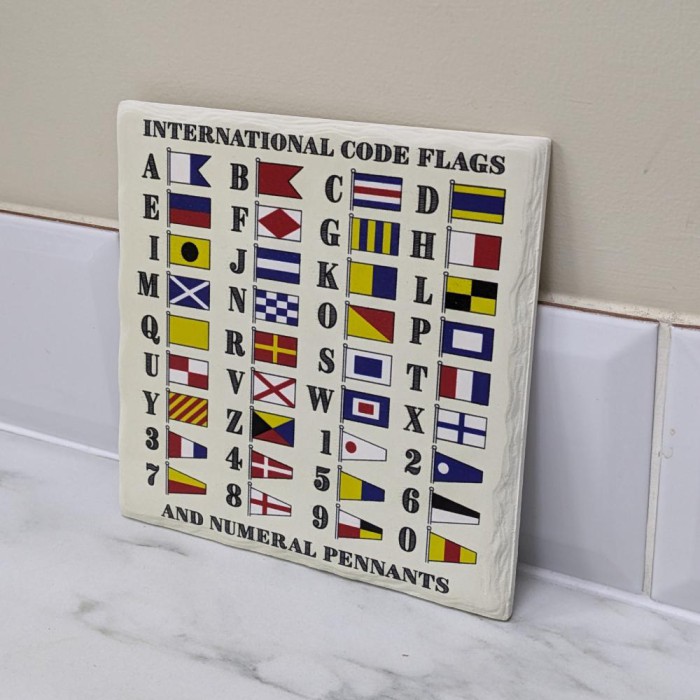 INTERNATIONAL CODE FLAGS
A B C D
E F G H
I J K L
M N O P
Q R S T
U V W X
Y Z 1 2
3 4 5 6
7 8 9 0
AND NUMERAL PENNANTS